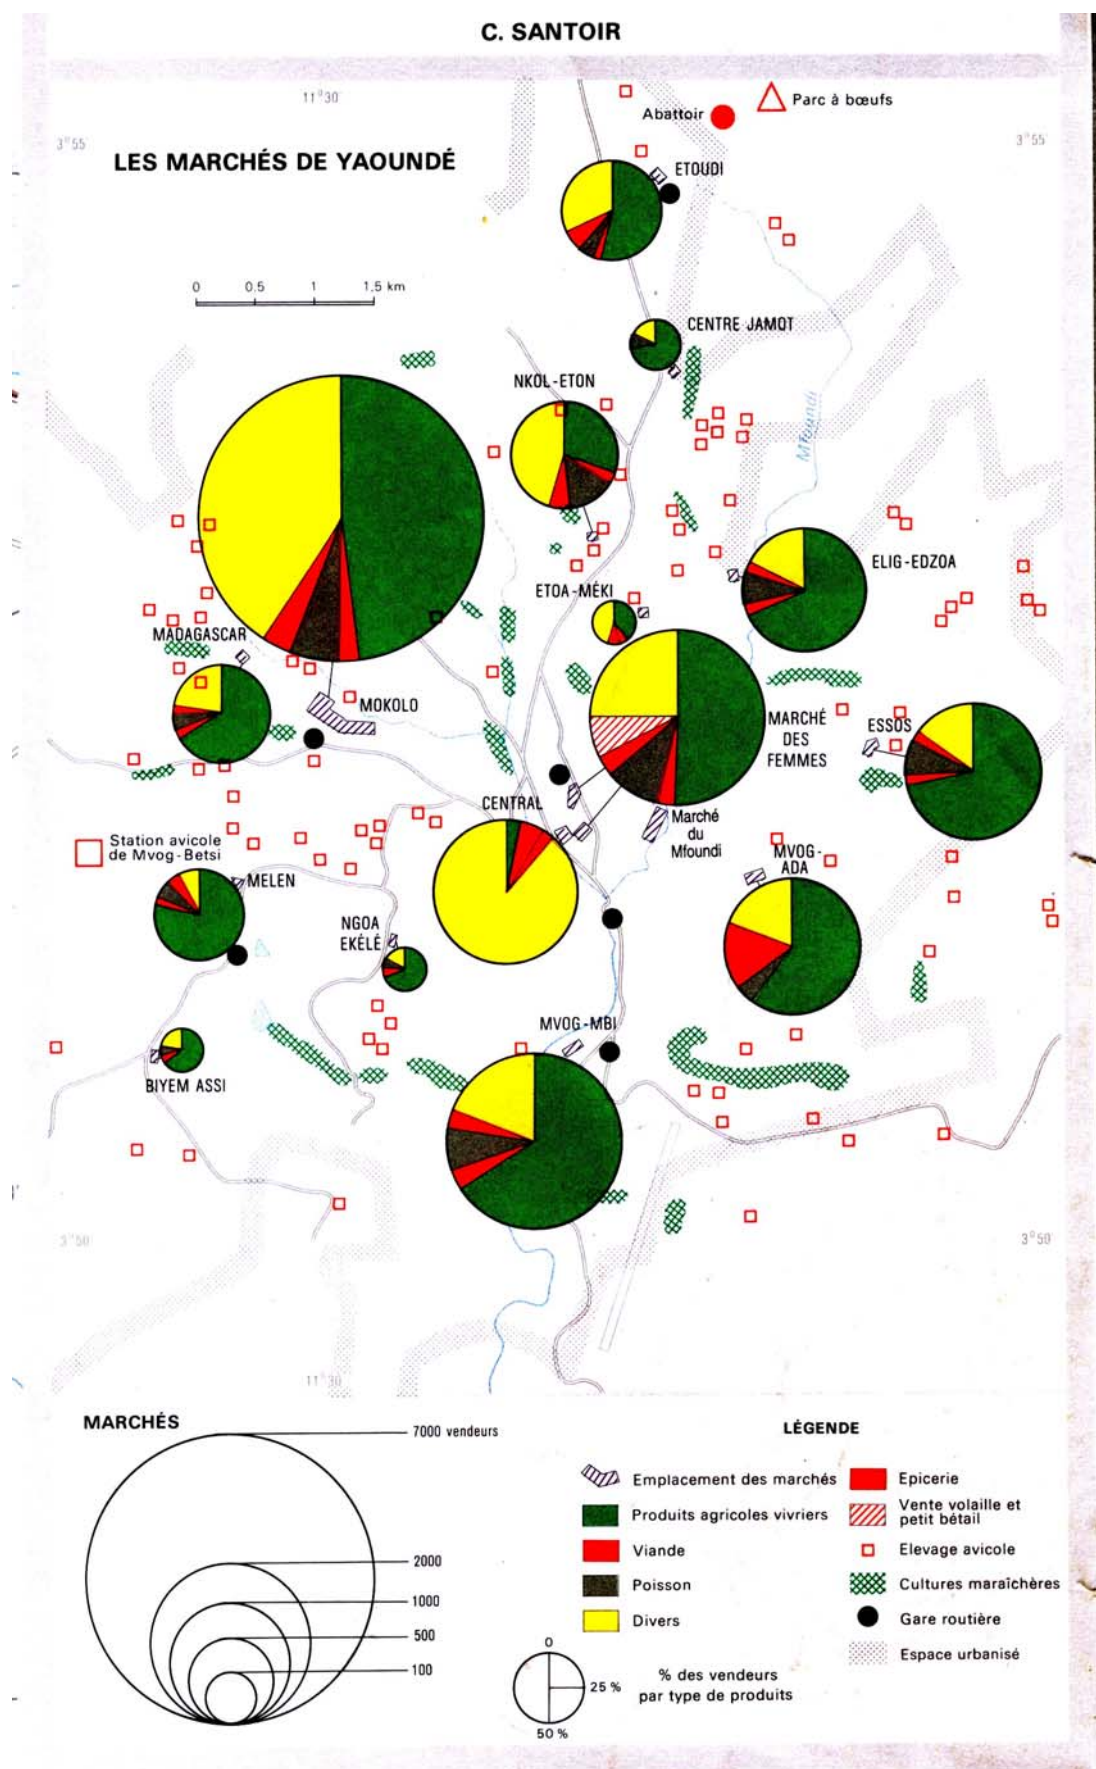 C. SANTOIR
11°30
Abattoir
Parc à bœufs
3°55
3°55
LES MARCHÉS DE YAOUNDÉ
ETOUDI
0 0.5 1 1.5 km
CENTRE JAMOT
NKOL-ETON
Mfoundi
ELIG-EDZOA
ETOA-MÉKI
MADAGASCAR
MOKOLO
MARCHÉ
DES
FEMMES
ESSOS
CENTRAL
Marché
du
Mfoundi
Station avicole
de Mvog-Betsi
MVOG-
ADA
MELEN
NGOA
EKÉLÉ
MVOG-MBI
BIYEM ASSI
3°50
3°50
11°30
MARCHÉS
7000 vendeurs
2000
1000
500
100
LÉGENDE
Emplacement des marchés
Produits agricoles vivriers
Viande
Poisson
Divers
Epicerie
Vente volaille et
petit bétail
Elevage avicole
Cultures maraîchères
Gare routière
Espace urbanisé
0
25 %
50 %
% des vendeurs
par type de produits